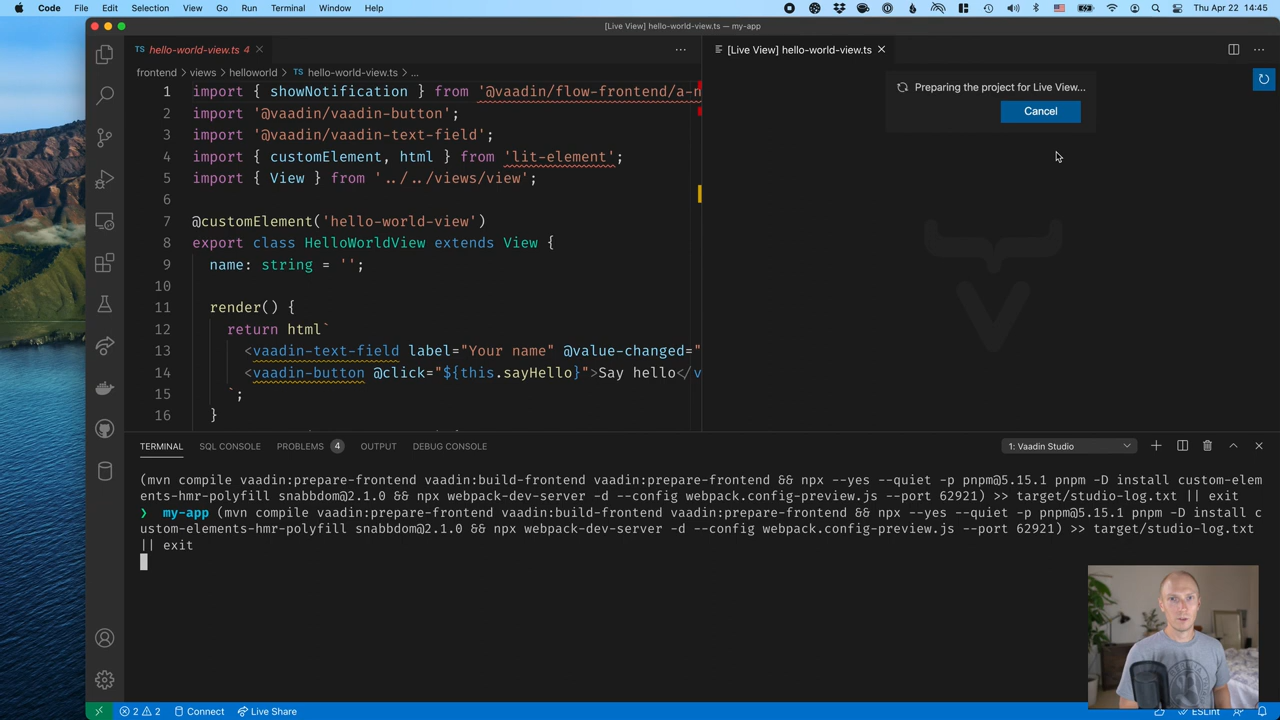 Code File Edit Selection View Go Run Terminal Window Help Thu Apr 22 14:45
[Live View] hello-world-view.ts — my-app
TS hello-world-view.ts 4
[Live View] hello-world-view.ts
frontend › views › helloworld › TS hello-world-view.ts › ...
1 import { showNotification } from '@vaadin/flow-frontend/a-n
2 import '@vaadin/vaadin-button';
3 import '@vaadin/vaadin-text-field';
4 import { customElement, html } from 'lit-element';
5 import { View } from '../../views/view';
6
7 @customElement('hello-world-view')
8 export class HelloWorldView extends View {
9 name: string = '';
10
11 render() {
12 return html`
13 <vaadin-text-field label="Your name" @value-changed="
14 <vaadin-button @click="${this.sayHello}">Say hello</v
15 `;
16 }
Preparing the project for Live View...
Cancel
TERMINAL SQL CONSOLE PROBLEMS 4 OUTPUT DEBUG CONSOLE 1: Vaadin Studio
(mvn compile vaadin:prepare-frontend vaadin:build-frontend vaadin:prepare-frontend && npx --yes --quiet -p pnpm@5.15.1 pnpm -D install custom-elem
ents-hmr-polyfill snabbdom@2.1.0 && npx webpack-dev-server -d --config webpack.config-preview.js --port 62921) >> target/studio-log.txt || exit
❯ my-app (mvn compile vaadin:prepare-frontend vaadin:build-frontend vaadin:prepare-frontend && npx --yes --quiet -p pnpm@5.15.1 pnpm -D install c
ustom-elements-hmr-polyfill snabbdom@2.1.0 && npx webpack-dev-server -d --config webpack.config-preview.js --port 62921) >> target/studio-log.txt
|| exit
2 2 Connect Live Share ESLint